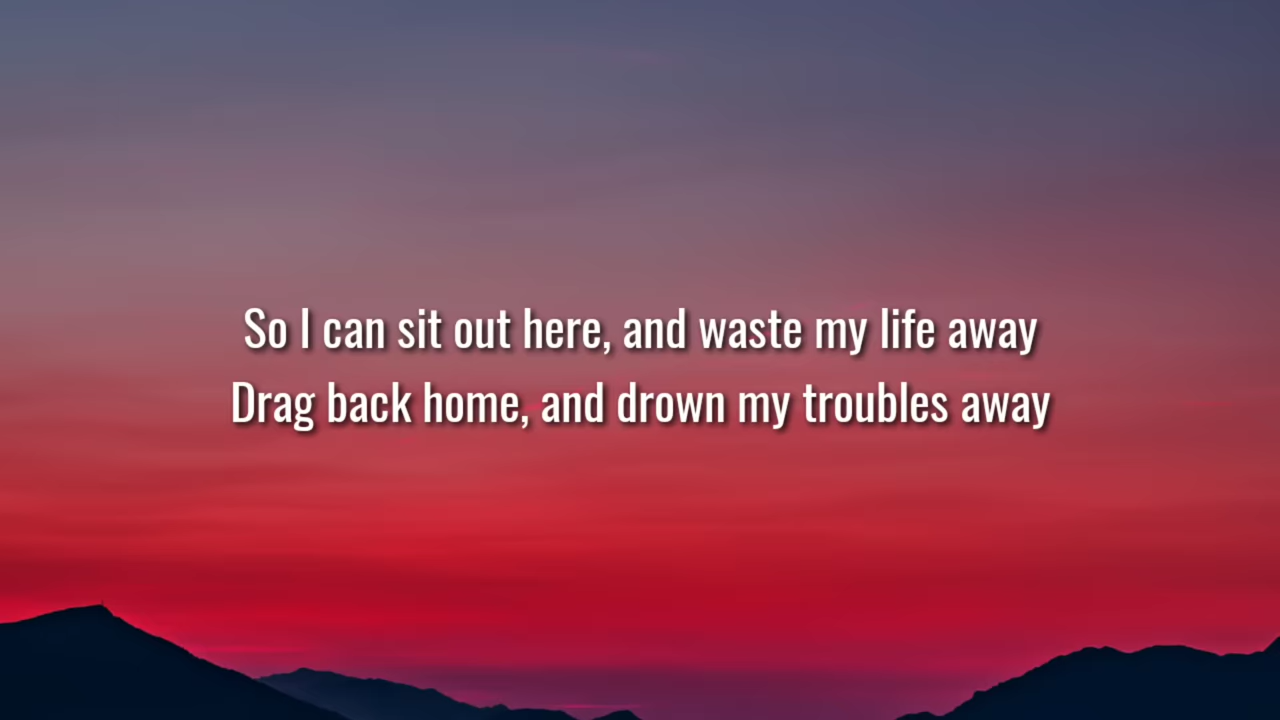 So I can sit out here, and waste my life away
Drag back home, and drown my troubles away